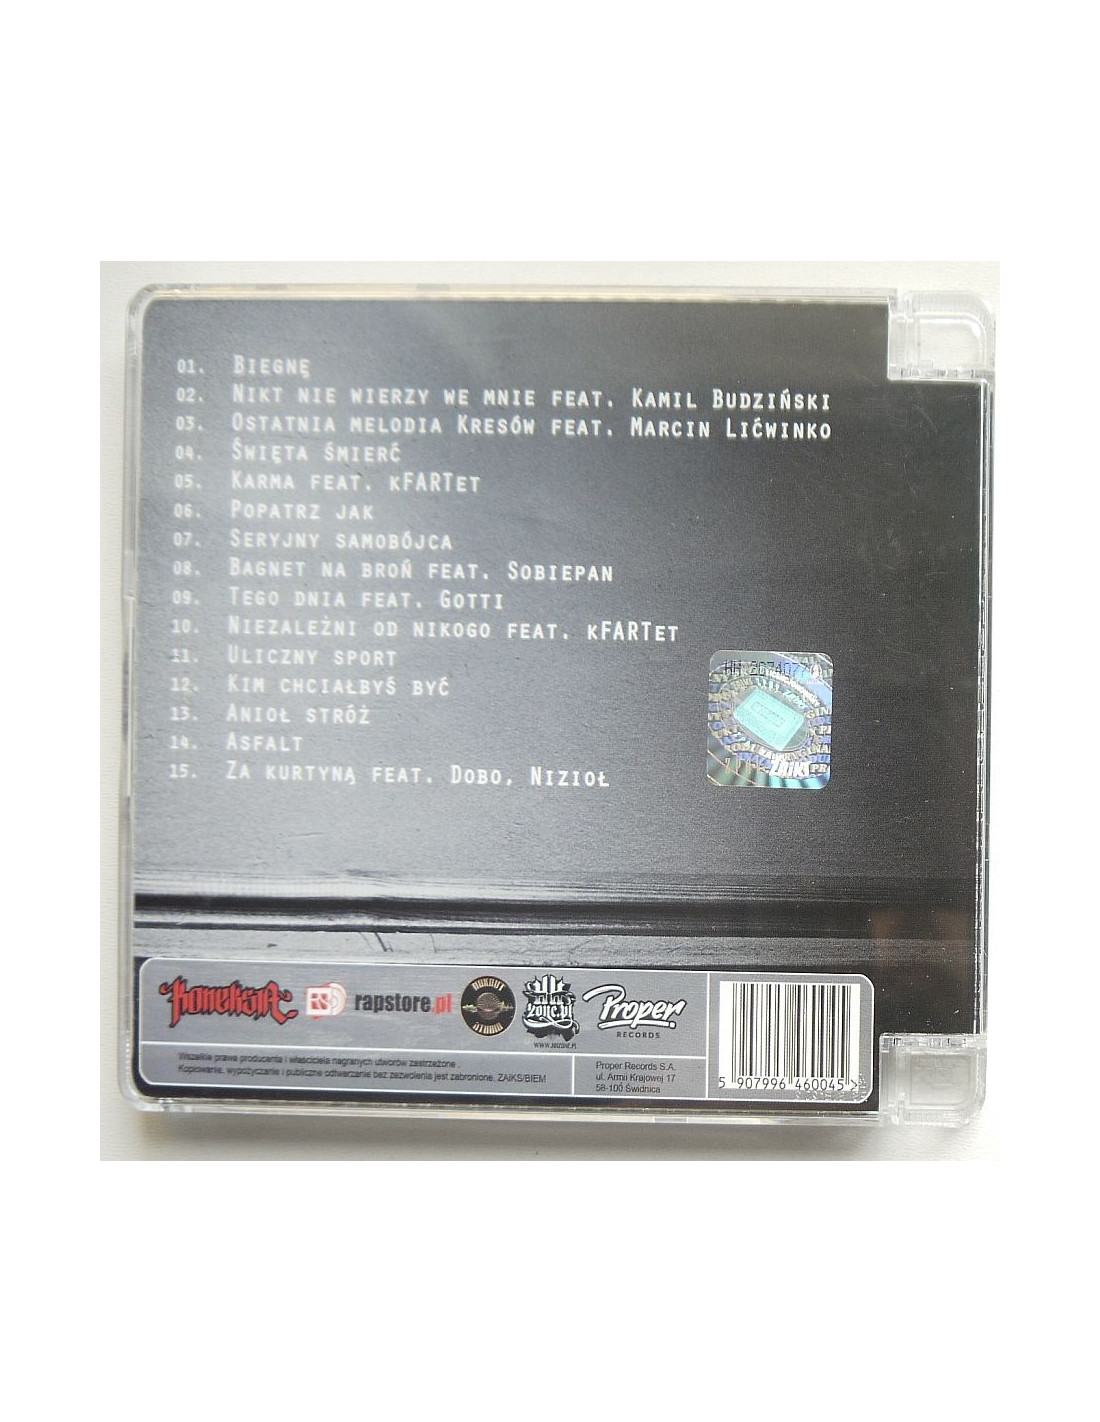 01. Biegnę
02. Nikt nie wierzy we mnie feat. Kamil Budziński
03. Ostatnia melodia Kresów feat. Marcin Lićwinko
04. Święta śmierć
05. Karma feat. kFARTet
06. Popatrz jak
07. Seryjny samobójca
08. Bagnet na broń feat. Sobiepan
09. Tego dnia feat. Gotti
10. Niezależni od nikogo feat. kFARTet
11. Uliczny sport
12. Kim chciałbyś być
13. Anioł stróż
14. Asfalt
15. Za kurtyną feat. Dobo, Nizioł
Koneksja
rapstore.pl
STUDIO
Proper
RECORDS
Wszelkie prawa producenta i właściciela nagranych utworów zastrzeżone.
Kopiowanie, wypożyczanie i publiczne odtwarzanie bez zezwolenia jest zabronione. ZAIKS/BIEM
Proper Records S.A.
ul. Armii Krajowej 17
58-100 Świdnica
5 907996 460045 >